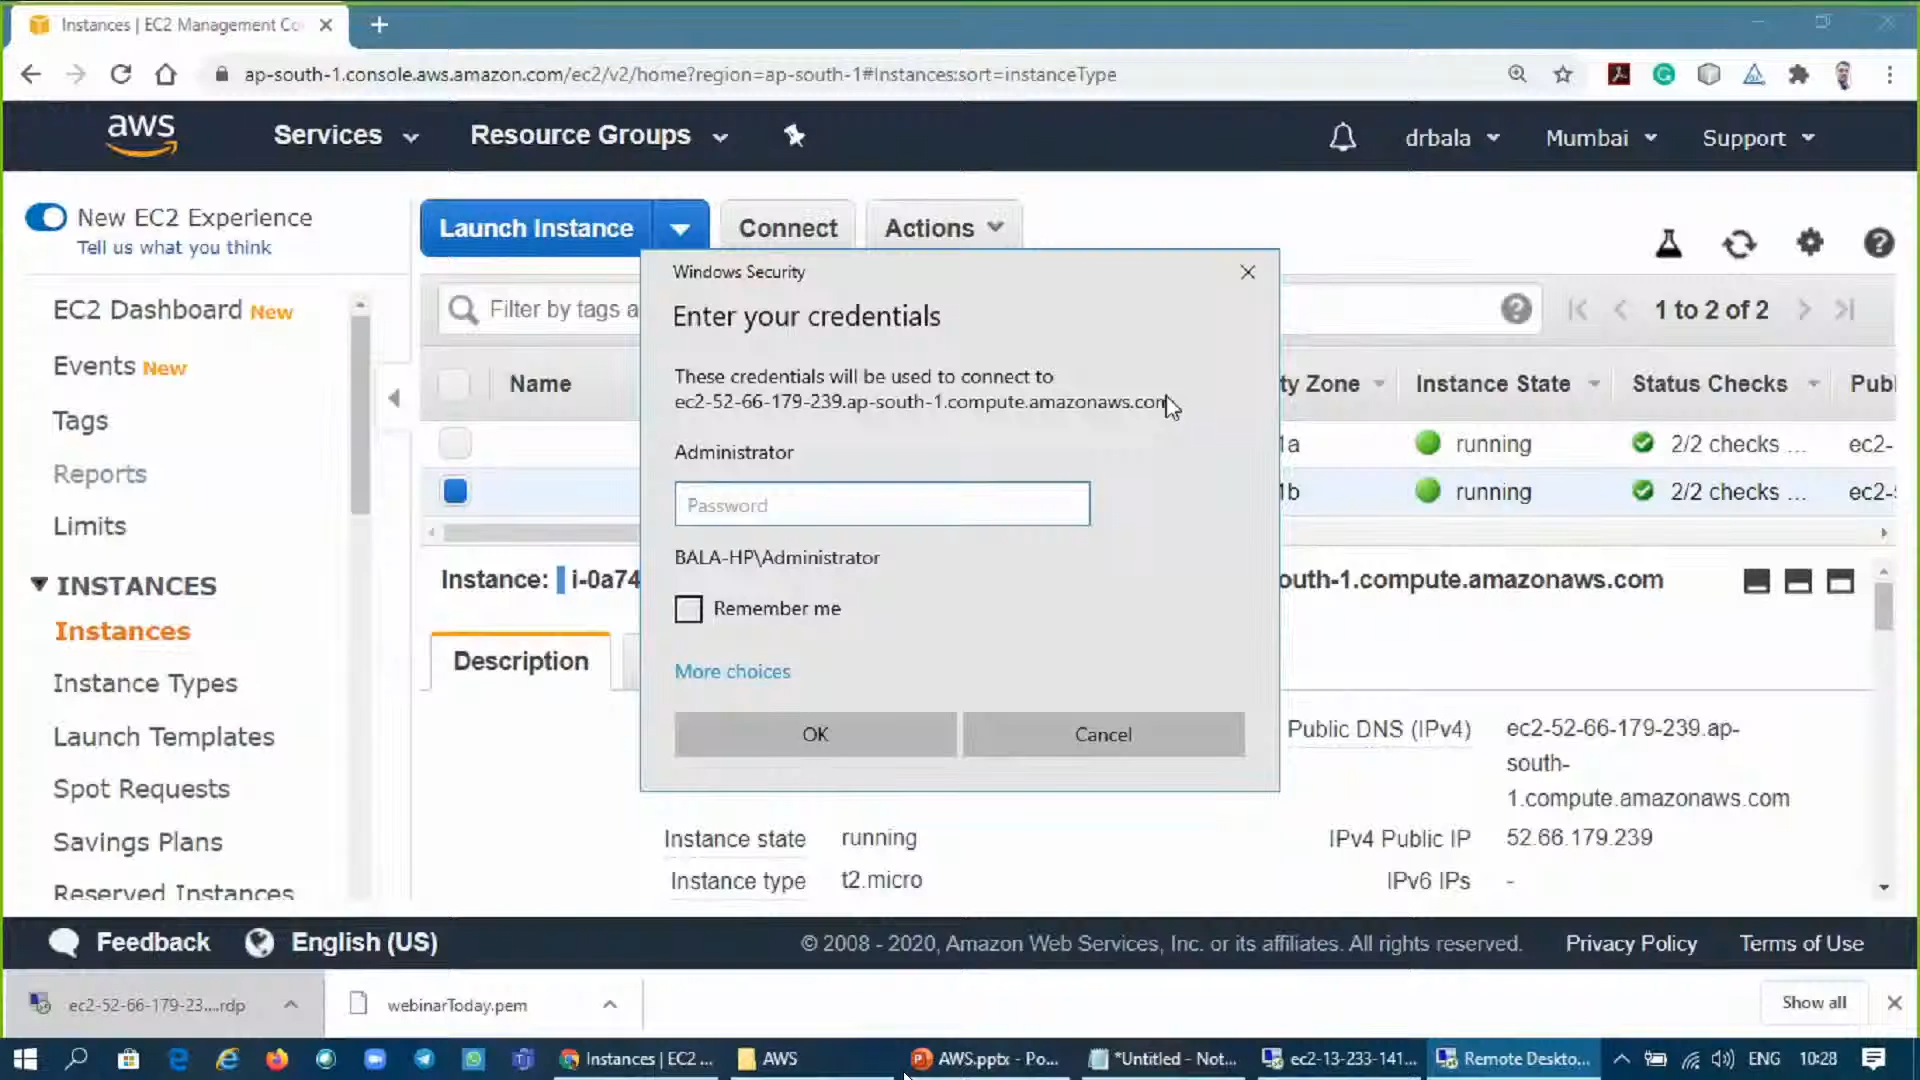 Instances | EC2 Management Co
ap-south-1.console.aws.amazon.com/ec2/v2/home?region=ap-south-1#Instances:sort=instanceType
aws
Services
Resource Groups
drbala
Mumbai
Support
New EC2 Experience
Tell us what you think
EC2 Dashboard New
Events New
Tags
Reports
Limits
INSTANCES
Instances
Instance Types
Launch Templates
Spot Requests
Savings Plans
Reserved Instances
Launch Instance
Connect
Actions
Filter by tags a
1 to 2 of 2
Name
ty Zone
Instance State
Status Checks
Publ
1a
running
2/2 checks ...
ec2-
1b
running
2/2 checks ...
ec2-
Instance: i-0a74
outh-1.compute.amazonaws.com
Description
Windows Security
Enter your credentials
These credentials will be used to connect to
ec2-52-66-179-239.ap-south-1.compute.amazonaws.com
Administrator
Password
BALA-HP\Administrator
Remember me
More choices
OK
Cancel
Public DNS (IPv4)
ec2-52-66-179-239.ap-
south-
1.compute.amazonaws.com
Instance state
running
IPv4 Public IP
52.66.179.239
Instance type
t2.micro
IPv6 IPs
-
Feedback
English (US)
© 2008 - 2020, Amazon Web Services, Inc. or its affiliates. All rights reserved.
Privacy Policy
Terms of Use
ec2-52-66-179-23....rdp
webinarToday.pem
Show all
Instances | EC2 ...
AWS
AWS.pptx - Po...
*Untitled - Not...
ec2-13-233-141...
Remote Deskto...
ENG
10:28